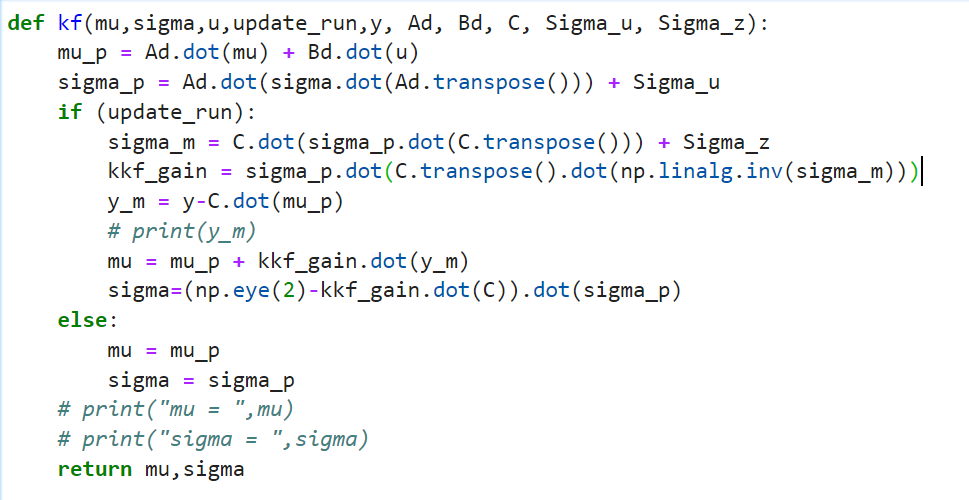 def kf(mu,sigma,u,update_run,y, Ad, Bd, C, Sigma_u, Sigma_z):
    mu_p = Ad.dot(mu) + Bd.dot(u)
    sigma_p = Ad.dot(sigma.dot(Ad.transpose())) + Sigma_u
    if (update_run):
        sigma_m = C.dot(sigma_p.dot(C.transpose())) + Sigma_z
        kkf_gain = sigma_p.dot(C.transpose().dot(np.linalg.inv(sigma_m)))
        y_m = y-C.dot(mu_p)
        # print(y_m)
        mu = mu_p + kkf_gain.dot(y_m)
        sigma=(np.eye(2)-kkf_gain.dot(C)).dot(sigma_p)
    else:
        mu = mu_p
        sigma = sigma_p
    # print("mu = ",mu)
    # print("sigma = ",sigma)
    return mu,sigma